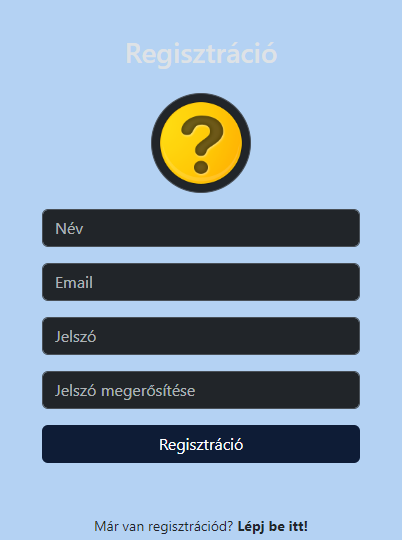 Regisztráció
?
Név
Email
Jelszó
Jelszó megerősítése
Regisztráció
Már van regisztrációd? Lépj be itt!